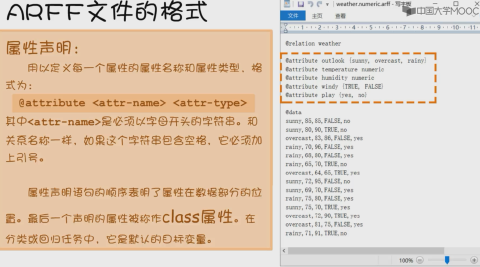 ARFF文件的格式
属性声明：
用以定义每一个属性的属性名称和属性类型，格
式为：
@attribute <attr-name> <attr-type>
其中<attr-name>是必须以字母开头的字符串。和
关系名称一样，如果这个字符串包含空格，它必须加
上引号。
属性声明语句的顺序表明了属性在数据部分的位
置。最后一个声明的属性被称作class属性。在
分类或回归任务中，它是默认的目标变量。
weather.numeric.arff - 写字板
中国大学MOOC
文件 主页 查看
@relation weather
@attribute outlook {sunny, overcast, rainy}
@attribute temperature numeric
@attribute humidity numeric
@attribute windy {TRUE, FALSE}
@attribute play {yes, no}
@data
sunny,85,85,FALSE,no
sunny,80,90,TRUE,no
overcast,83,86,FALSE,yes
rainy,70,96,FALSE,yes
rainy,68,80,FALSE,yes
rainy,65,70,TRUE,no
overcast,64,65,TRUE,yes
sunny,72,95,FALSE,no
sunny,69,70,FALSE,yes
rainy,75,80,FALSE,yes
sunny,75,70,TRUE,yes
overcast,72,90,TRUE,yes
overcast,81,75,FALSE,yes
rainy,71,91,TRUE,no
100%